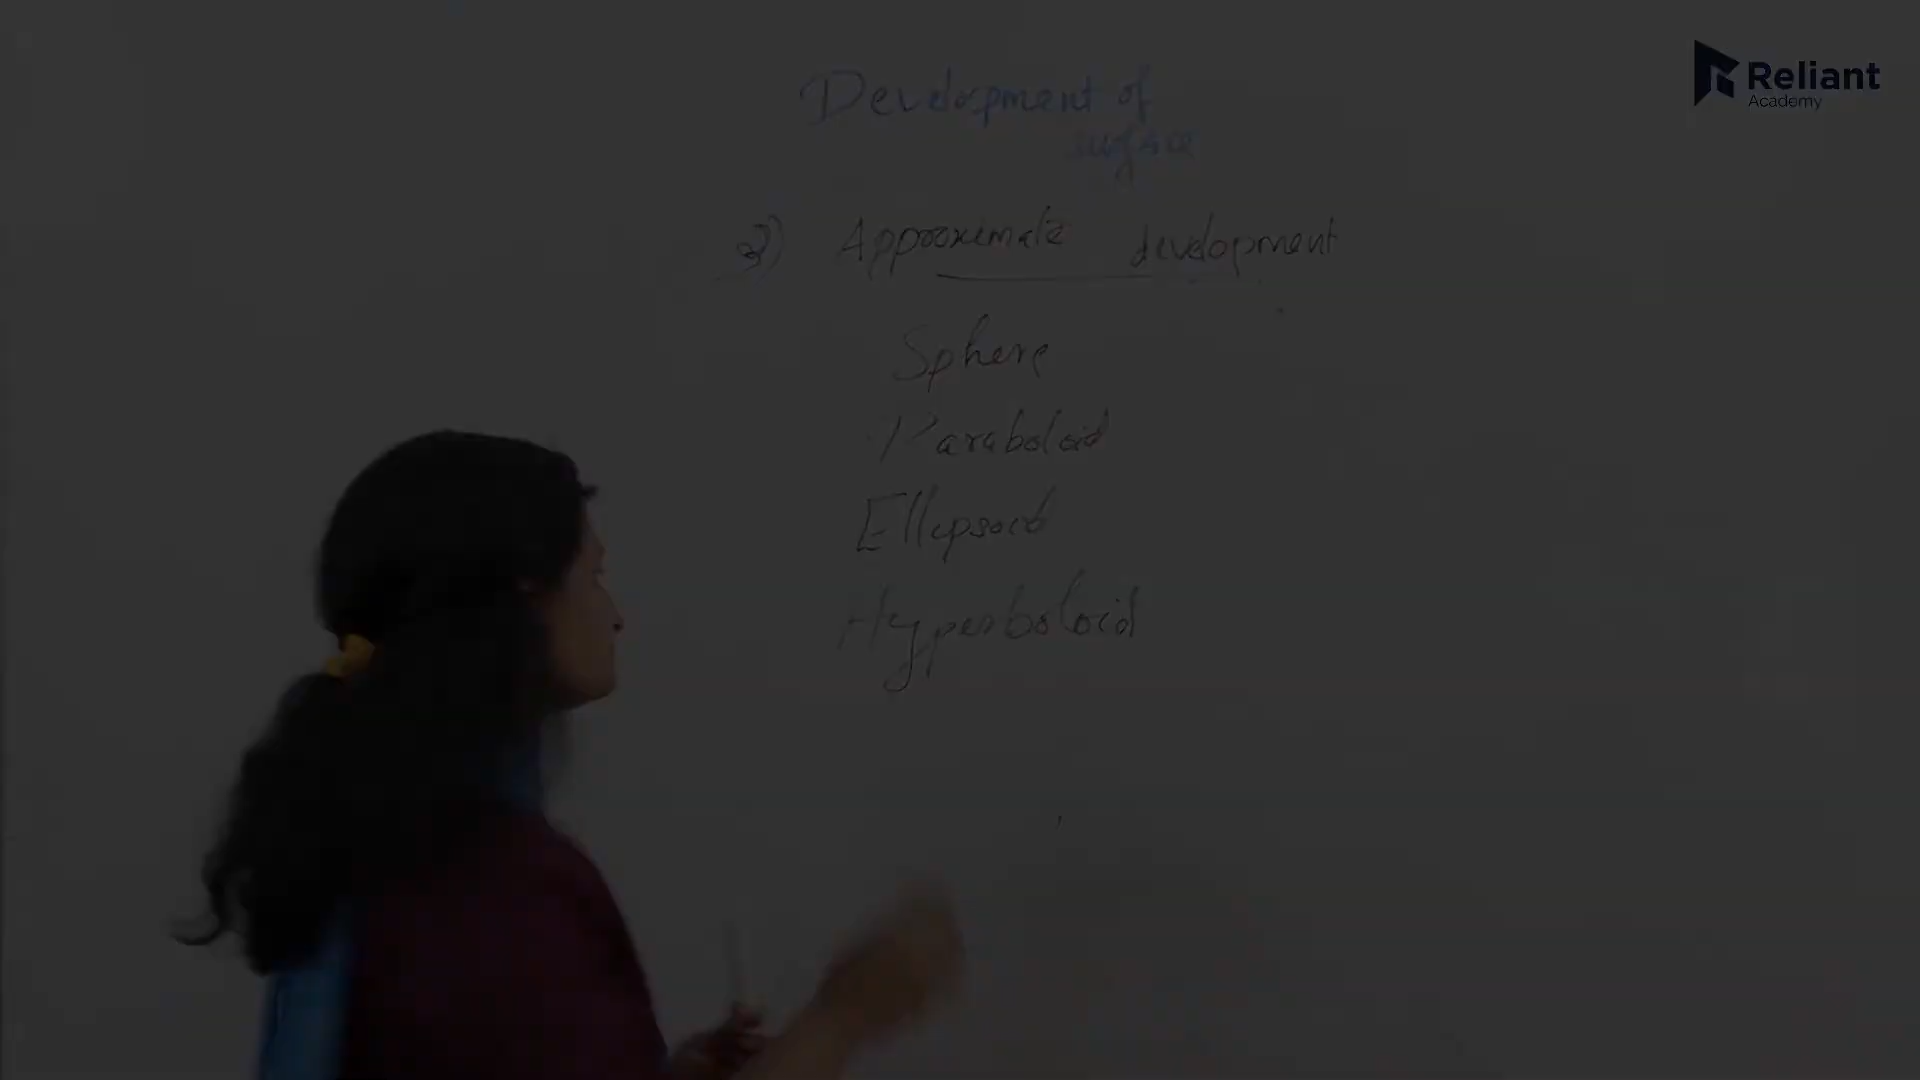 Reliant
Academy
Development of
surface
2) Approximate development
Sphere
Paraboloid
Ellipsoid
Hyperboloid